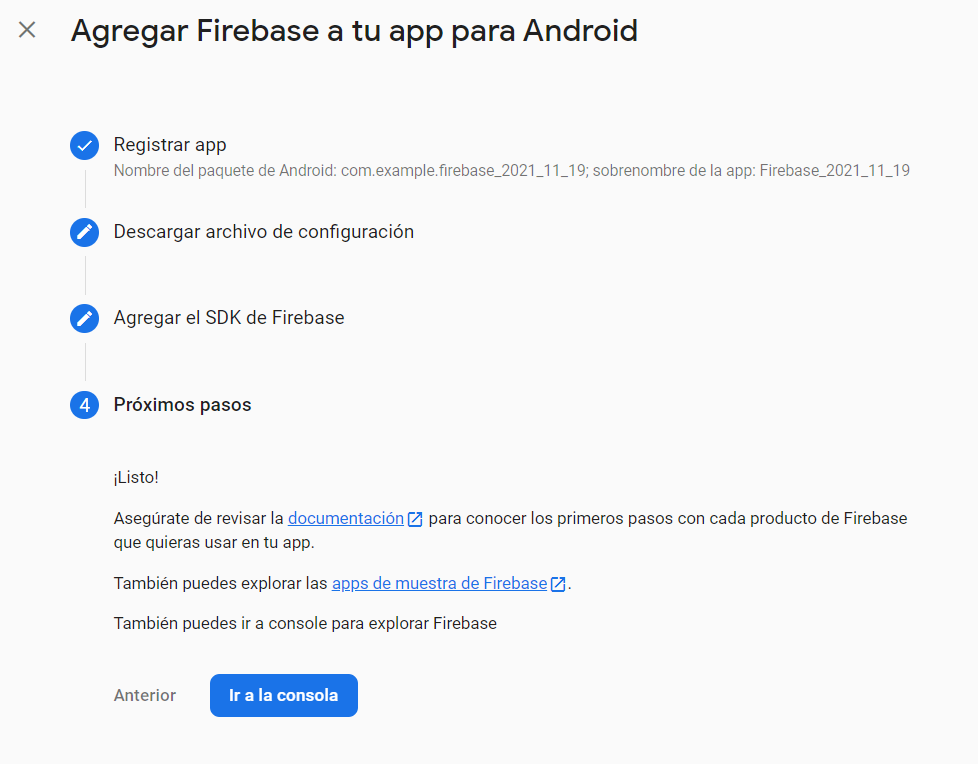 Agregar Firebase a tu app para Android
Registrar app
Nombre del paquete de Android: com.example.firebase_2021_11_19; sobrenombre de la app: Firebase_2021_11_19
Descargar archivo de configuración
Agregar el SDK de Firebase
4 Próximos pasos
¡Listo!
Asegúrate de revisar la documentación para conocer los primeros pasos con cada producto de Firebase
que quieras usar en tu app.
También puedes explorar las apps de muestra de Firebase.
También puedes ir a console para explorar Firebase
Anterior Ir a la consola